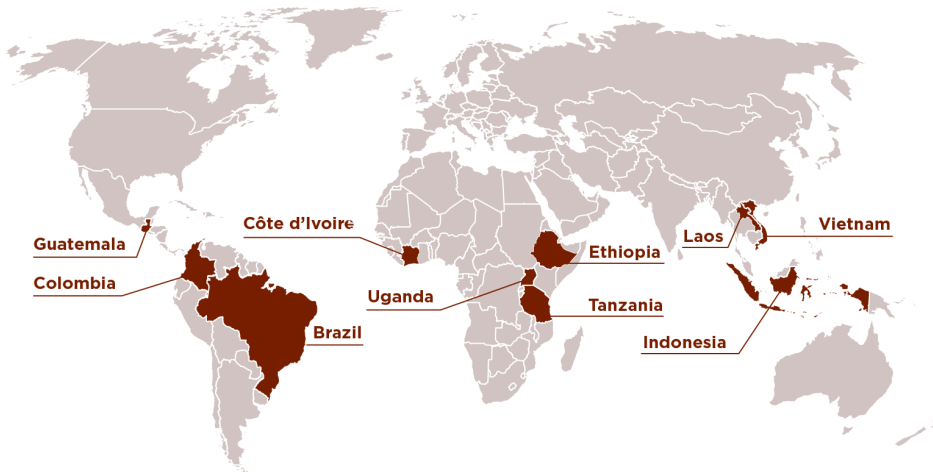 Guatemala
Colombia
Brazil
Côte d’Ivoire
Uganda
Ethiopia
Tanzania
Laos
Vietnam
Indonesia